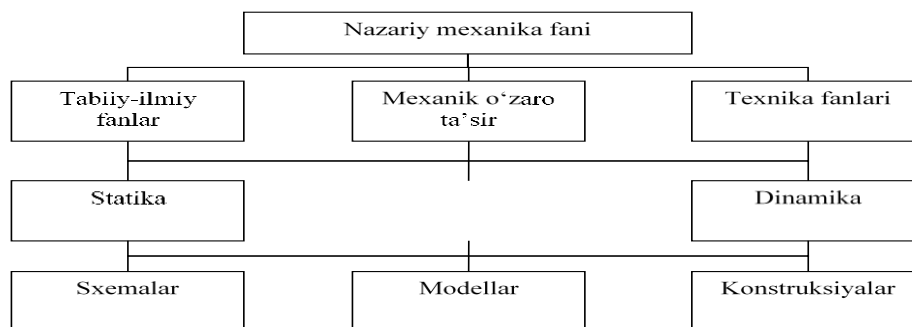 Nazariy mexanika fani
Tabiiy-ilmiy
fanlar
Mexanik o‘zaro
ta’sir
Texnika fanlari
Statika
Dinamika
Sxemalar
Modellar
Konstruksiyalar